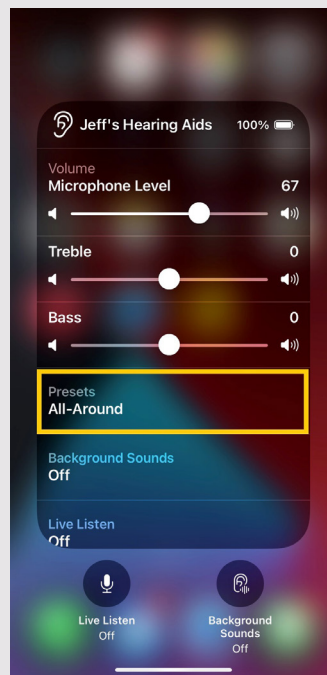 Jeff's Hearing Aids 100%
Volume
Microphone Level 67
Treble 0
Bass 0
Presets
All-Around
Background Sounds
Off
Live Listen
Off
Live Listen
Off
Background
Sounds
Off